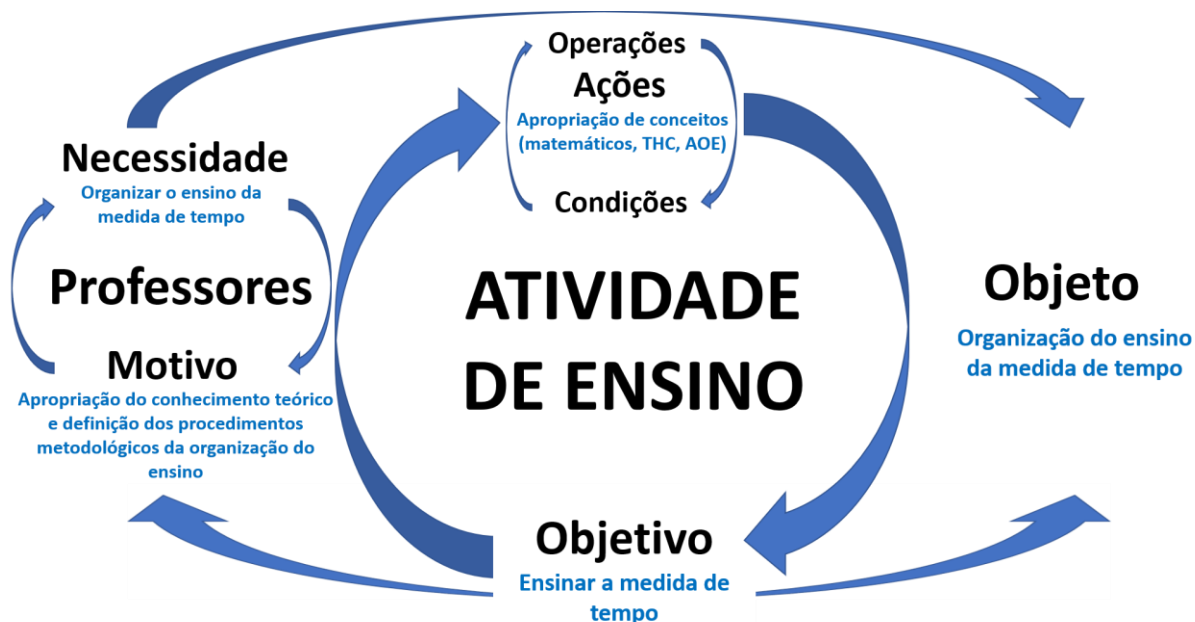 Operações
Ações
Apropriação de conceitos
(matemáticos, THC, AOE)
Condições
Necessidade
Organizar o ensino da
medida de tempo
Professores
Motivo
Apropriação do conhecimento teórico
e definição dos procedimentos
metodológicos da organização do
ensino
ATIVIDADE
DE ENSINO
Objeto
Organização do ensino
da medida de tempo
Objetivo
Ensinar a medida de
tempo